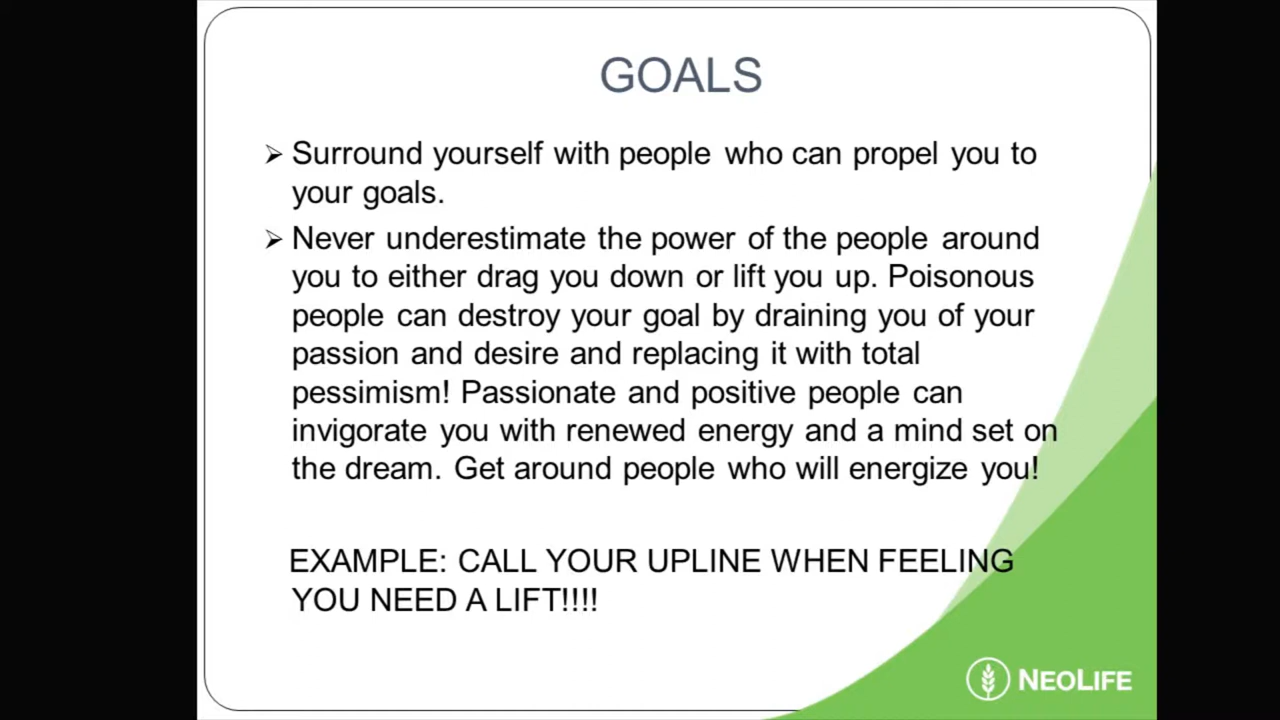 GOALS
➢ Surround yourself with people who can propel you to
your goals.
➢ Never underestimate the power of the people around
you to either drag you down or lift you up. Poisonous
people can destroy your goal by draining you of your
passion and desire and replacing it with total
pessimism! Passionate and positive people can
invigorate you with renewed energy and a mind set on
the dream. Get around people who will energize you!
EXAMPLE: CALL YOUR UPLINE WHEN FEELING
YOU NEED A LIFT!!!!
NEOLIFE